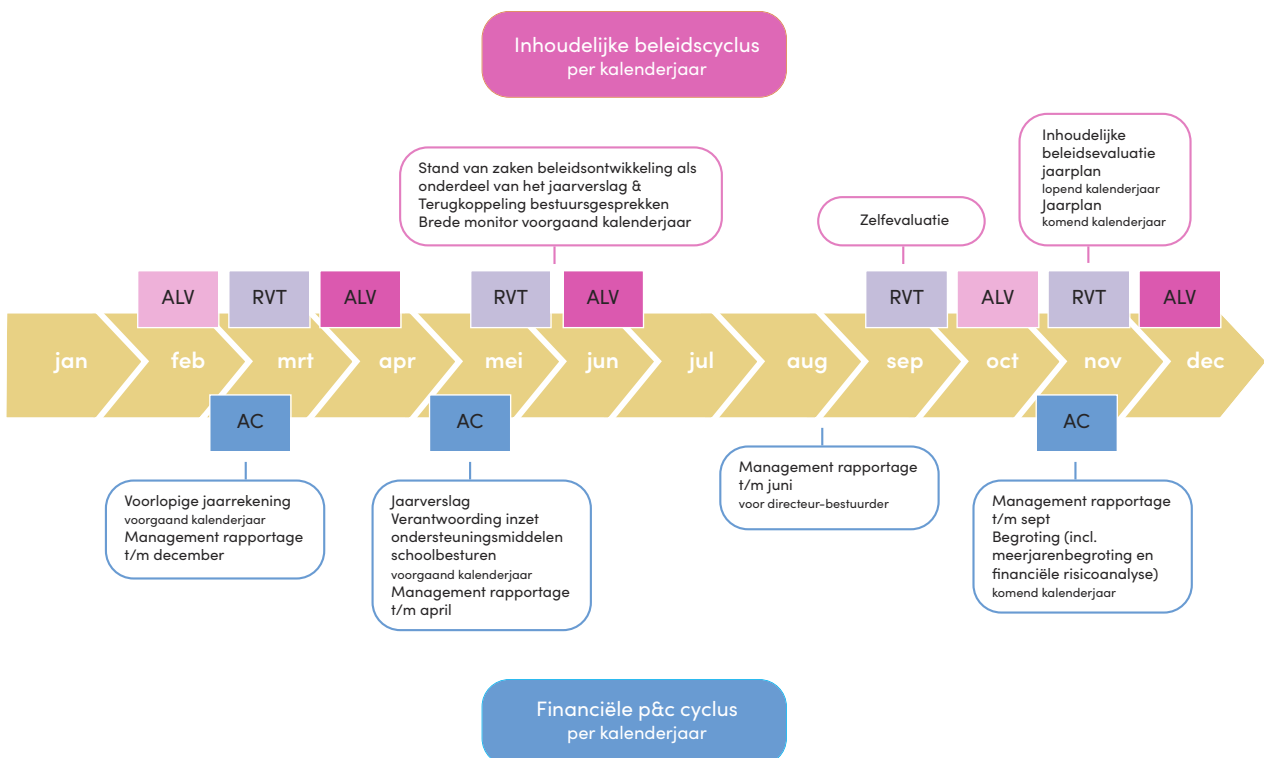 Inhoudelijke beleidscyclus
per kalenderjaar
Stand van zaken beleidsontwikkeling als
onderdeel van het jaarverslag &
Terugkoppeling bestuursgesprekken
Brede monitor voorgaand kalenderjaar
Zelfevaluatie
Inhoudelijke
beleidsevaluatie
jaarplan
lopend kalenderjaar
Jaarplan
komend kalenderjaar
ALV
RVT
ALV
RVT
ALV
RVT
ALV
RVT
ALV
jan
feb
mrt
apr
mei
jun
jul
aug
sep
oct
nov
dec
AC
AC
AC
Voorlopige jaarrekening
voorgaand kalenderjaar
Management rapportage
t/m december
Jaarverslag
Verantwoording inzet
ondersteuningsmiddelen
schoolbesturen
voorgaand kalenderjaar
Management rapportage
t/m april
Management rapportage
t/m juni
voor directeur-bestuurder
Management rapportage
t/m sept
Begroting (incl.
meerjarenbegroting en
financiële risicoanalyse)
komend kalenderjaar
Financiële p&c cyclus
per kalenderjaar